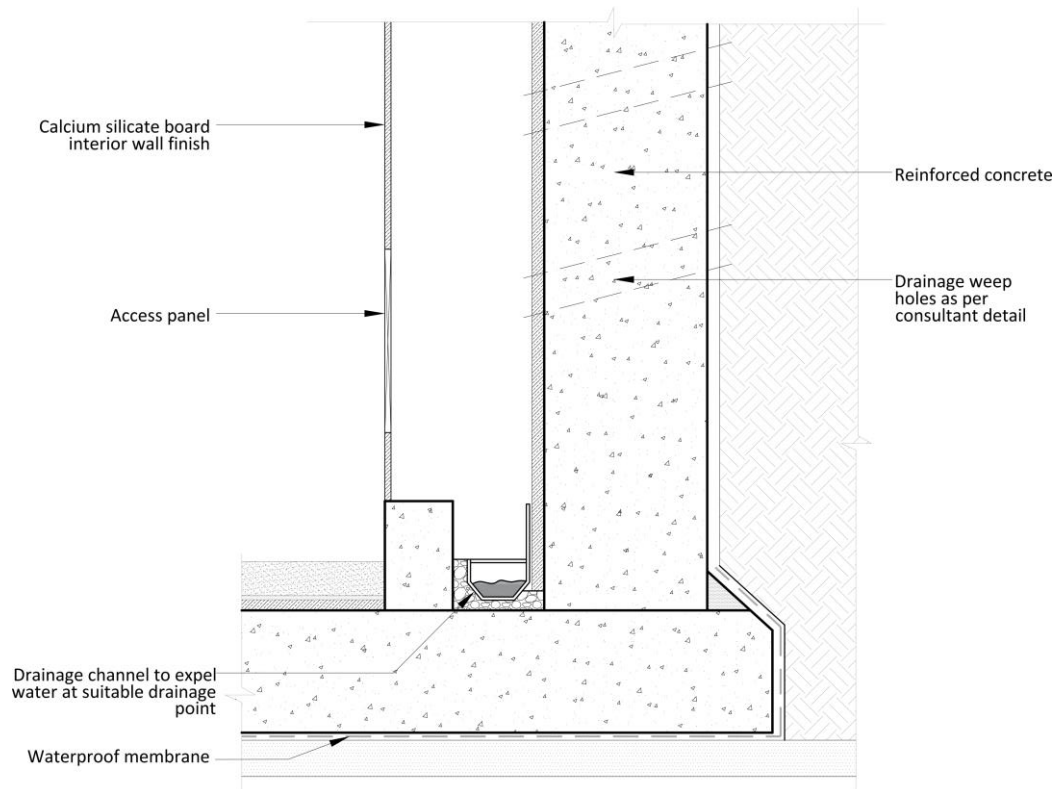 Calcium silicate board
interior wall finish
Reinforced concrete
Drainage weep
holes as per
consultant detail
Access panel
Drainage channel to expel
water at suitable drainage
point
Waterproof membrane